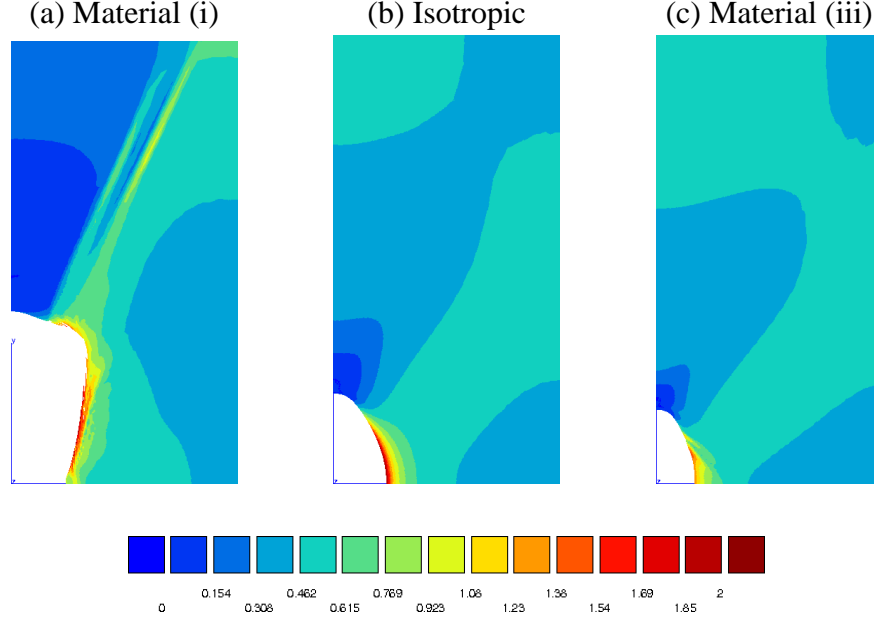 (a) Material (i) (b) Isotropic (c) Material (iii)
y
0.154 0.462 0.769 1.08 1.38 1.69 2
0 0.308 0.615 0.923 1.23 1.54 1.85